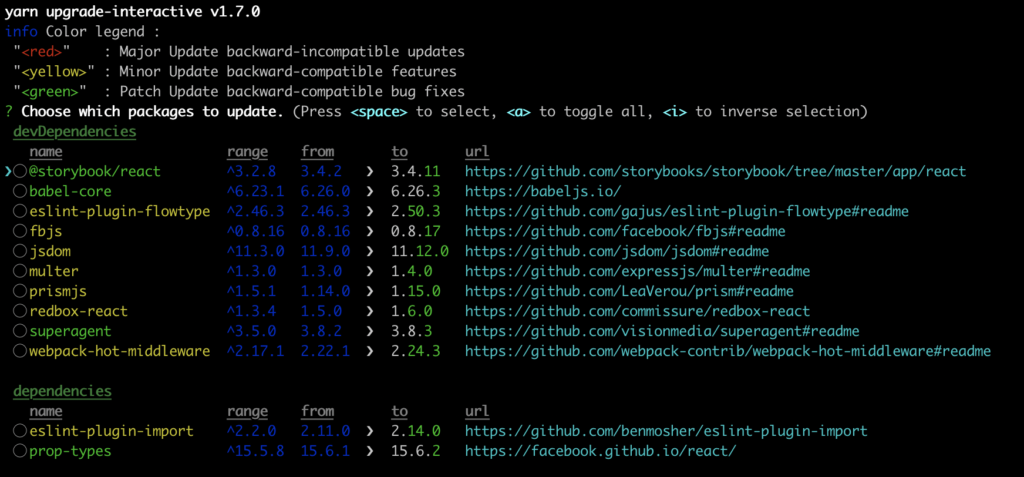 yarn upgrade-interactive v1.7.0
info Color legend :
"<red>" : Major Update backward-incompatible updates
"<yellow>" : Minor Update backward-compatible features
"<green>" : Patch Update backward-compatible bug fixes
? Choose which packages to update. (Press <space> to select, <a> to toggle all, <i> to inverse selection)
devDependencies
name range from to url
❯◯ @storybook/react ^3.2.8 3.4.2 ❯ 3.4.11 https://github.com/storybooks/storybook/tree/master/app/react
◯ babel-core ^6.23.1 6.26.0 ❯ 6.26.3 https://babeljs.io/
◯ eslint-plugin-flowtype ^2.46.3 2.46.3 ❯ 2.50.3 https://github.com/gajus/eslint-plugin-flowtype#readme
◯ fbjs ^0.8.16 0.8.16 ❯ 0.8.17 https://github.com/facebook/fbjs#readme
◯ jsdom ^11.3.0 11.9.0 ❯ 11.12.0 https://github.com/jsdom/jsdom#readme
◯ multer ^1.3.0 1.3.0 ❯ 1.4.0 https://github.com/expressjs/multer#readme
◯ prismjs ^1.5.1 1.14.0 ❯ 1.15.0 https://github.com/LeaVerou/prism#readme
◯ redbox-react ^1.3.4 1.5.0 ❯ 1.6.0 https://github.com/commissure/redbox-react
◯ superagent ^3.5.0 3.8.2 ❯ 3.8.3 https://github.com/visionmedia/superagent#readme
◯ webpack-hot-middleware ^2.17.1 2.22.1 ❯ 2.24.3 https://github.com/webpack-contrib/webpack-hot-middleware#readme
dependencies
name range from to url
◯ eslint-plugin-import ^2.2.0 2.11.0 ❯ 2.14.0 https://github.com/benmosher/eslint-plugin-import
◯ prop-types ^15.5.8 15.6.1 ❯ 15.6.2 https://facebook.github.io/react/